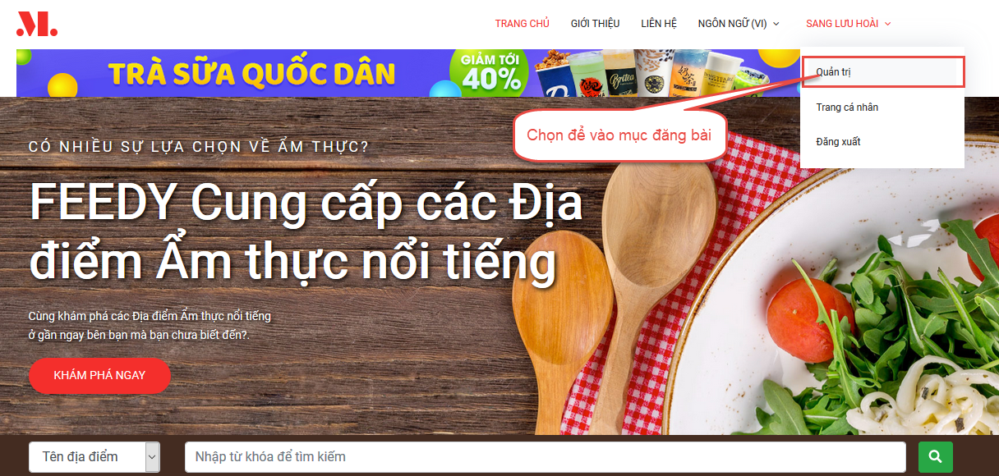 M.
TRANG CHỦ
GIỚI THIỆU
LIÊN HỆ
NGÔN NGỮ (VI)
SANG LƯU HOÀI
TRÀ SỮA QUỐC DÂN
GIẢM TỚI
40%
Quản trị
Trang cá nhân
Đăng xuất
Chọn để vào mục đăng bài
CÓ NHIỀU SỰ LỰA CHỌN VỀ ẨM THỰC?
FEEDY Cung cấp các Địa
điểm Ẩm thực nổi tiếng
Cùng khám phá các Địa điểm Ẩm thực nổi tiếng
ở gần ngay bên bạn mà bạn chưa biết đến?.
KHÁM PHÁ NGAY
Tên địa điểm
Nhập từ khóa để tìm kiếm